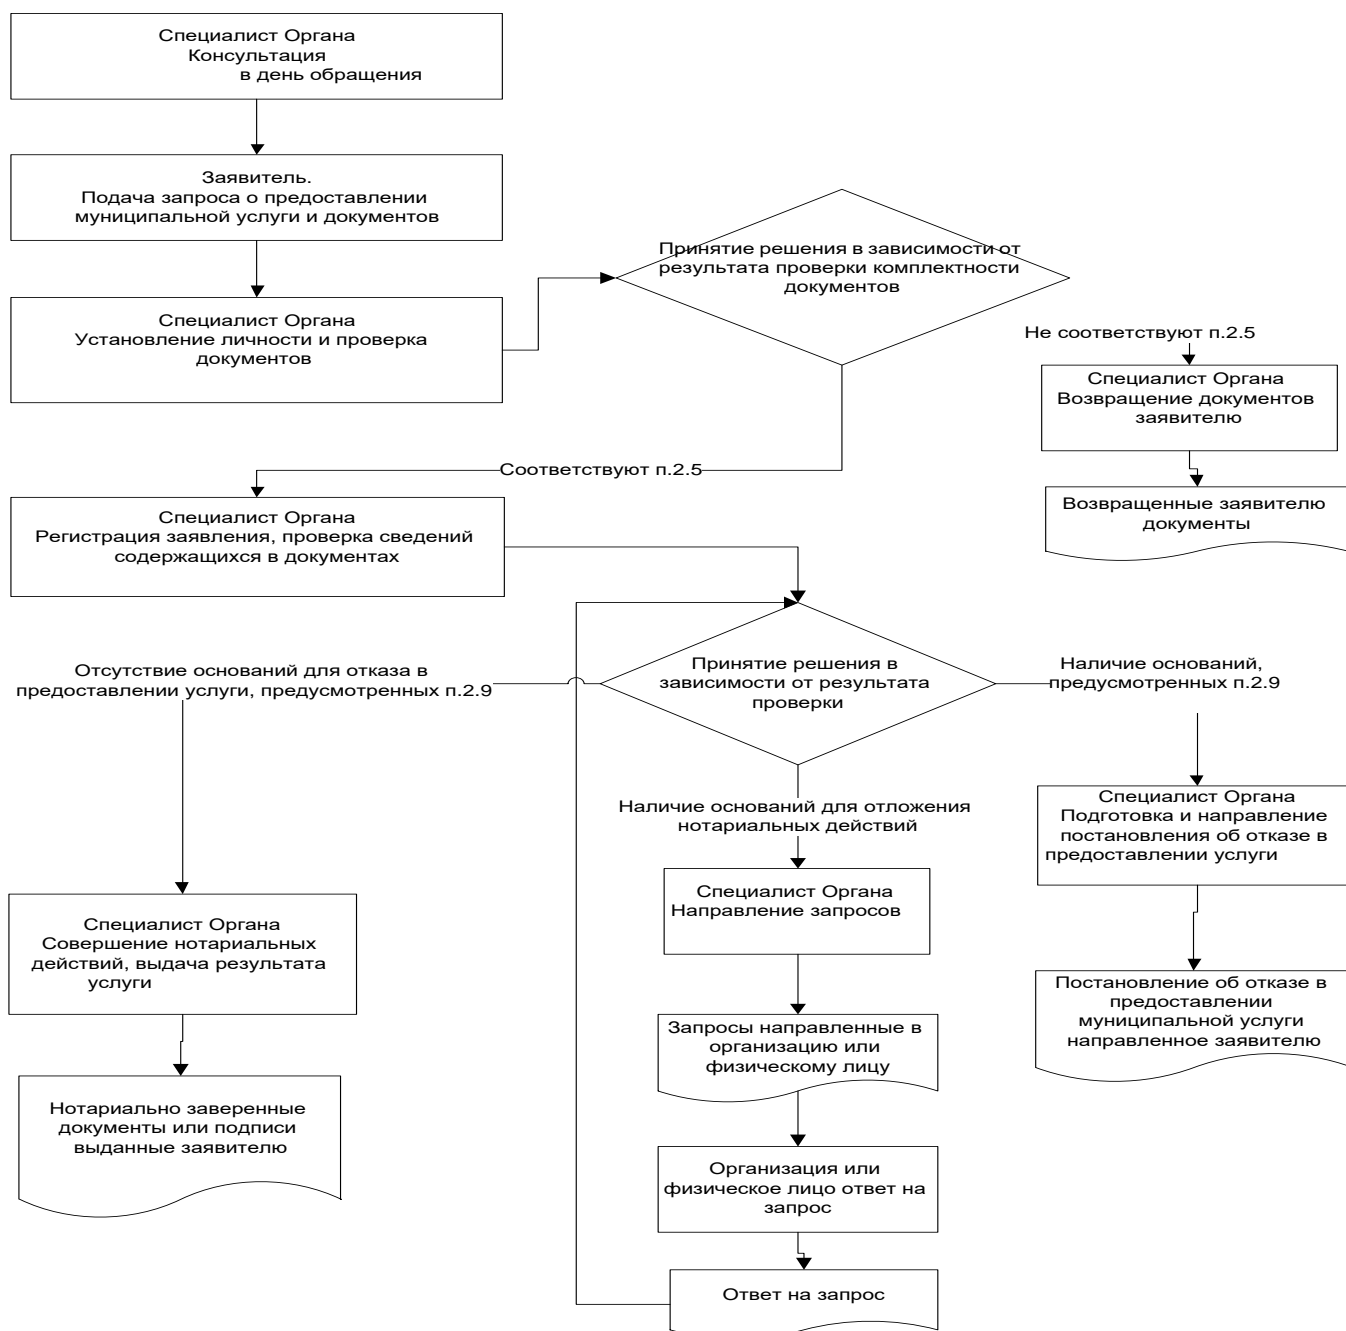 Специалист Органа
Консультация
в день обращения
Заявитель.
Подача запроса о предоставлении
муниципальной услуги и документов
Специалист Органа
Установление личности и проверка
документов
Принятие решения в зависимости от
результата проверки комплектности
документов
Не соответствуют п.2.5
Специалист Органа
Возвращение документов
заявителю
Возвращенные заявителю
документы
Соответствуют п.2.5
Специалист Органа
Регистрация заявления, проверка сведений
содержащихся в документах
Принятие решения в
зависимости от результата
проверки
Отсутствие оснований для отказа в
предоставлении услуги, предусмотренных п.2.9
Наличие оснований,
предусмотренных п.2.9
Наличие оснований для отложения
нотариальных действий
Специалист Органа
Подготовка и направление
постановления об отказе в
предоставлении услуги
Специалист Органа
Направление запросов
Специалист Органа
Совершение нотариальных
действий, выдача результата
услуги
Постановление об отказе в
предоставлении
муниципальной услуги
направленное заявителю
Запросы направленные в
организацию или
физическому лицу
Нотариально заверенные
документы или подписи
выданные заявителю
Организация или
физическое лицо ответ на
запрос
Ответ на запрос